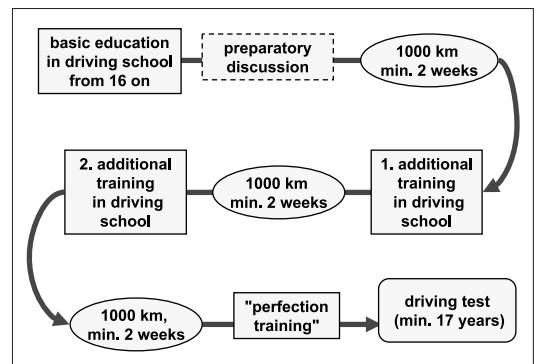 basic education
in driving school
from 16 on
preparatory
discussion
1000 km
min. 2 weeks
2. additional
training
in driving
school
1000 km
min. 2 weeks
1. additional
training
in driving
school
1000 km,
min. 2 weeks
"perfection
training"
driving test
(min. 17 years)